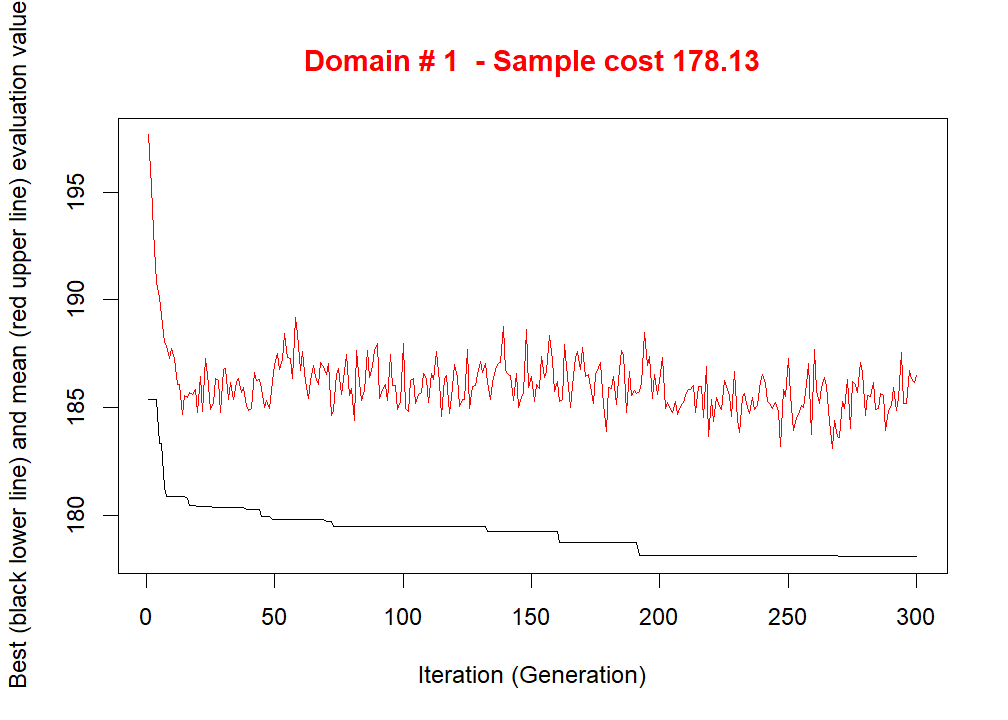 Domain # 1  - Sample cost 178.13
Best (black lower line) and mean (red upper line) evaluation value
195
190
185
180
0 50 100 150 200 250 300
Iteration (Generation)